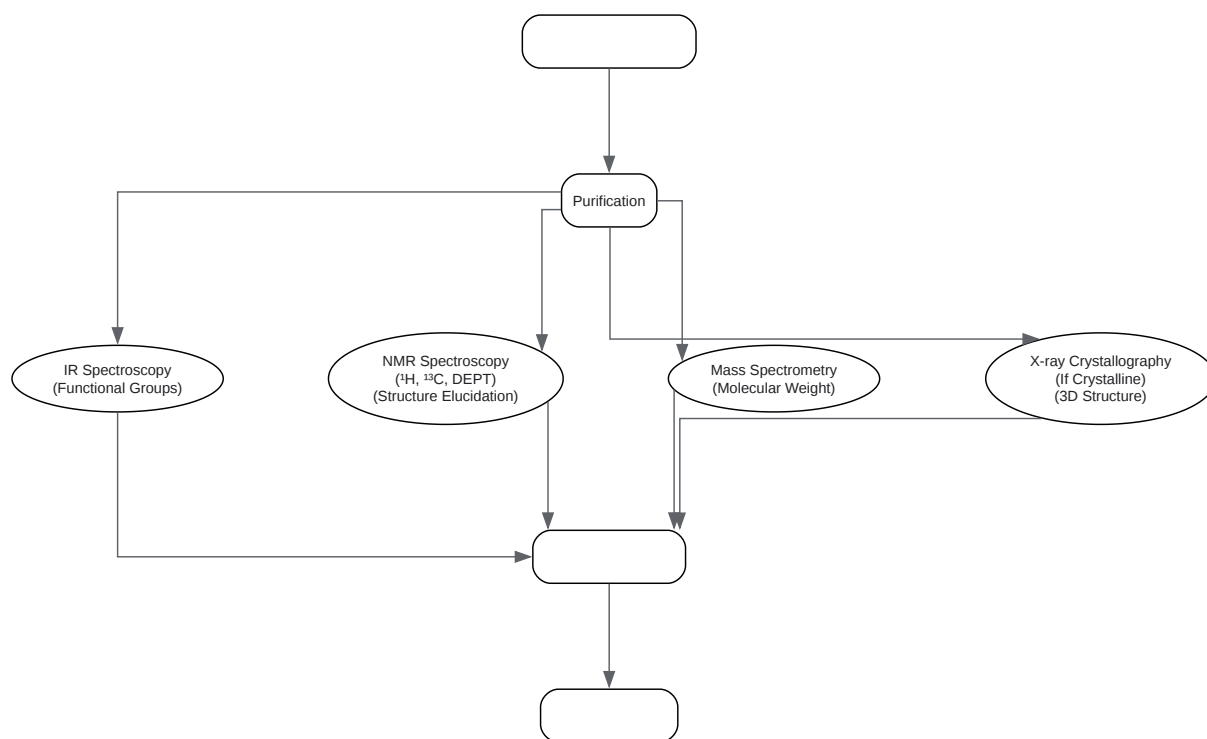 Purification
IR Spectroscopy
(Functional Groups)
NMR Spectroscopy
(¹H, ¹³C, DEPT)
(Structure Elucidation)
Mass Spectrometry
(Molecular Weight)
X-ray Crystallography
(If Crystalline)
(3D Structure)